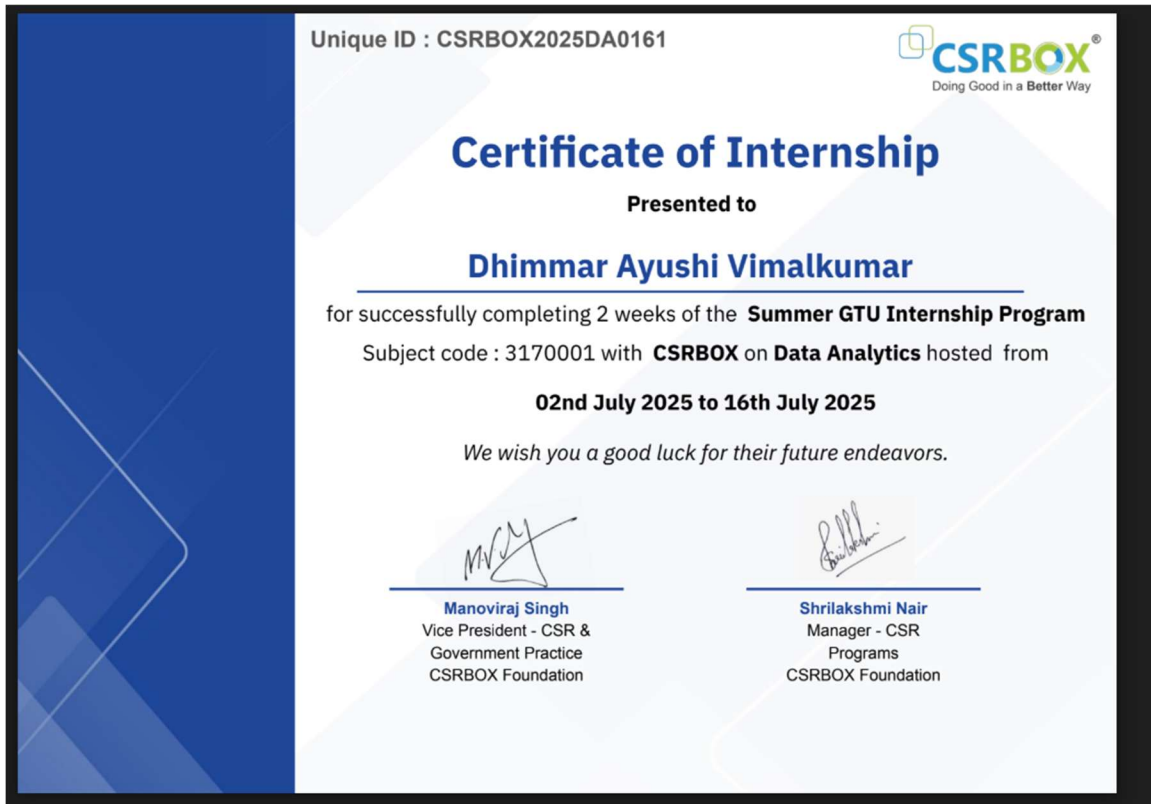 Unique ID : CSRBOX2025DA0161
CSRBOX®
Doing Good in a Better Way
Certificate of Internship
Presented to
Dhimmar Ayushi Vimalkumar
for successfully completing 2 weeks of the Summer GTU Internship Program
Subject code : 3170001 with CSRBOX on Data Analytics hosted from
02nd July 2025 to 16th July 2025
We wish you a good luck for their future endeavors.
Manoviraj Singh
Vice President - CSR &
Government Practice
CSRBOX Foundation
Shrilakshmi Nair
Manager - CSR
Programs
CSRBOX Foundation